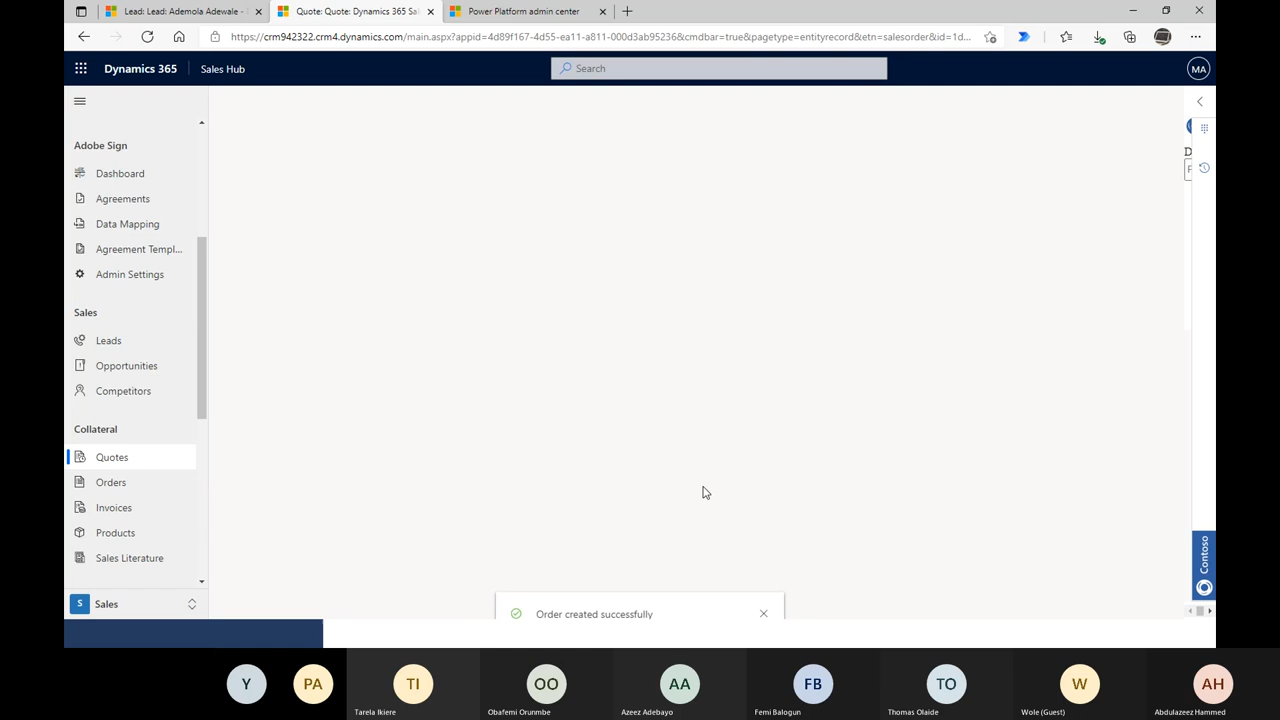 Lead: Lead: Ademola Adewale -
Quote: Quote: Dynamics 365 Sal
Power Platform admin center
https://crm942322.crm4.dynamics.com/main.aspx?appid=4d89f167-4d55-ea11-a811-000d3ab95236&cmdbar=true&pagetype=entityrecord&etn=salesorder&id=1d...
Dynamics 365
Sales Hub
Search
MA
Adobe Sign
Dashboard
Agreements
Data Mapping
Agreement Templ...
Admin Settings
Sales
Leads
Opportunities
Competitors
Collateral
Quotes
Orders
Invoices
Products
Sales Literature
S Sales
D
Contoso
Order created successfully
Y
PA
TI
OO
AA
FB
TO
W
AH
Tarela Ikiere
Obafemi Orunmbe
Azeez Adebayo
Femi Balogun
Thomas Olaide
Wole (Guest)
Abdulazeez Hammed